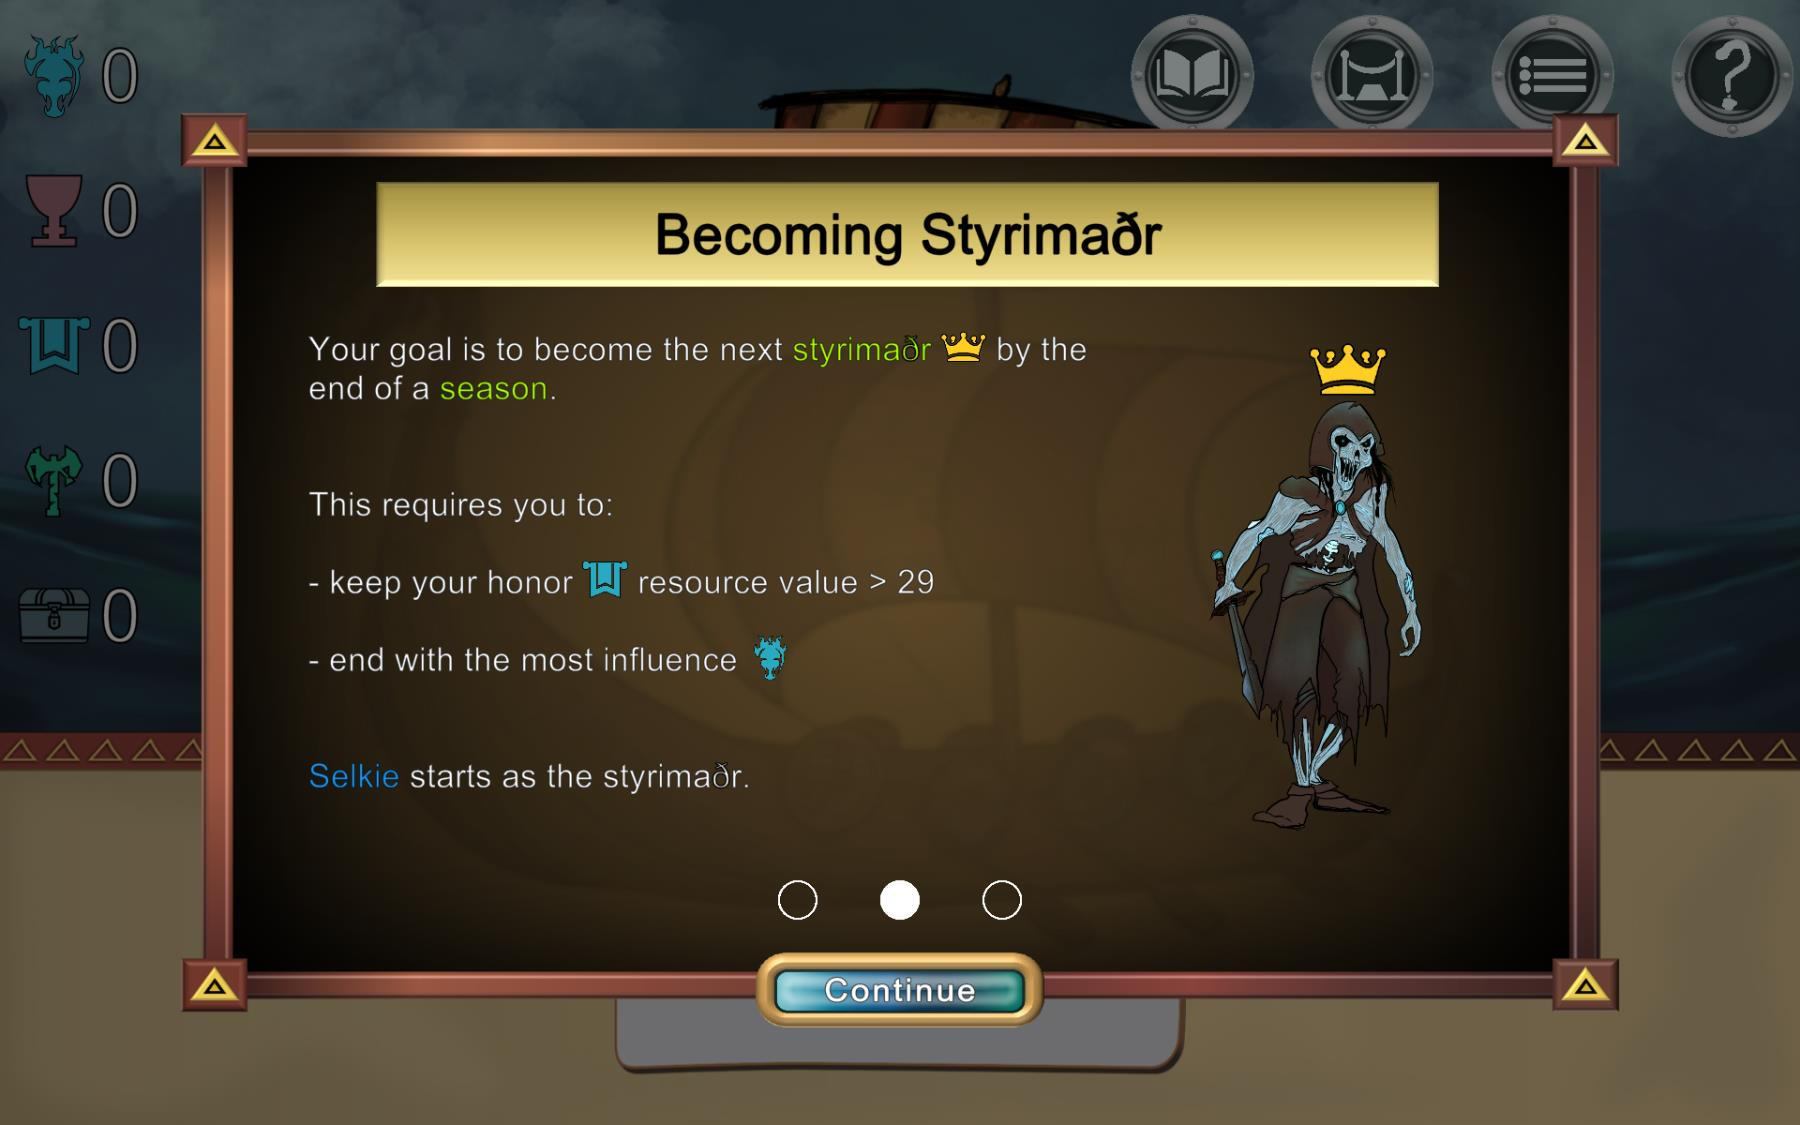 0
0
0
0
0
?
Becoming Styrimaðr
Your goal is to become the next styrimaðr by the
end of a season.
This requires you to:
- keep your honor resource value > 29
- end with the most influence
Selkie starts as the styrimaðr.
Continue